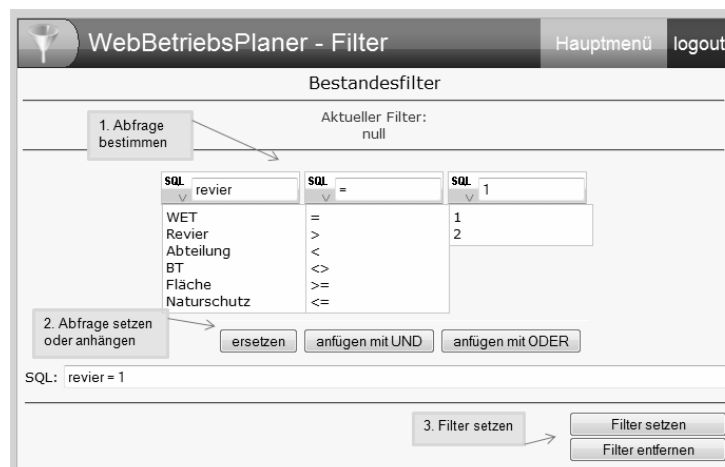 WebBetriebsPlaner - Filter
Hauptmenü
logout
Bestandesfilter
1. Abfrage
bestimmen
Aktueller Filter:
null
SQL revier
SQL =
SQL 1
WET
Revier
Abteilung
BT
Fläche
Naturschutz
=
>
<
<>
>=
<=
1
2
2. Abfrage setzen
oder anhängen
ersetzen
anfügen mit UND
anfügen mit ODER
SQL: revier = 1
3. Filter setzen
Filter setzen
Filter entfernen